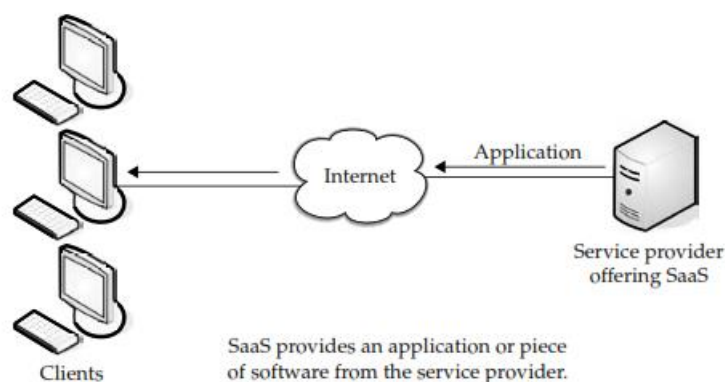 Application
Internet
Service provider
offering SaaS
Clients
SaaS provides an application or piece
of software from the service provider.